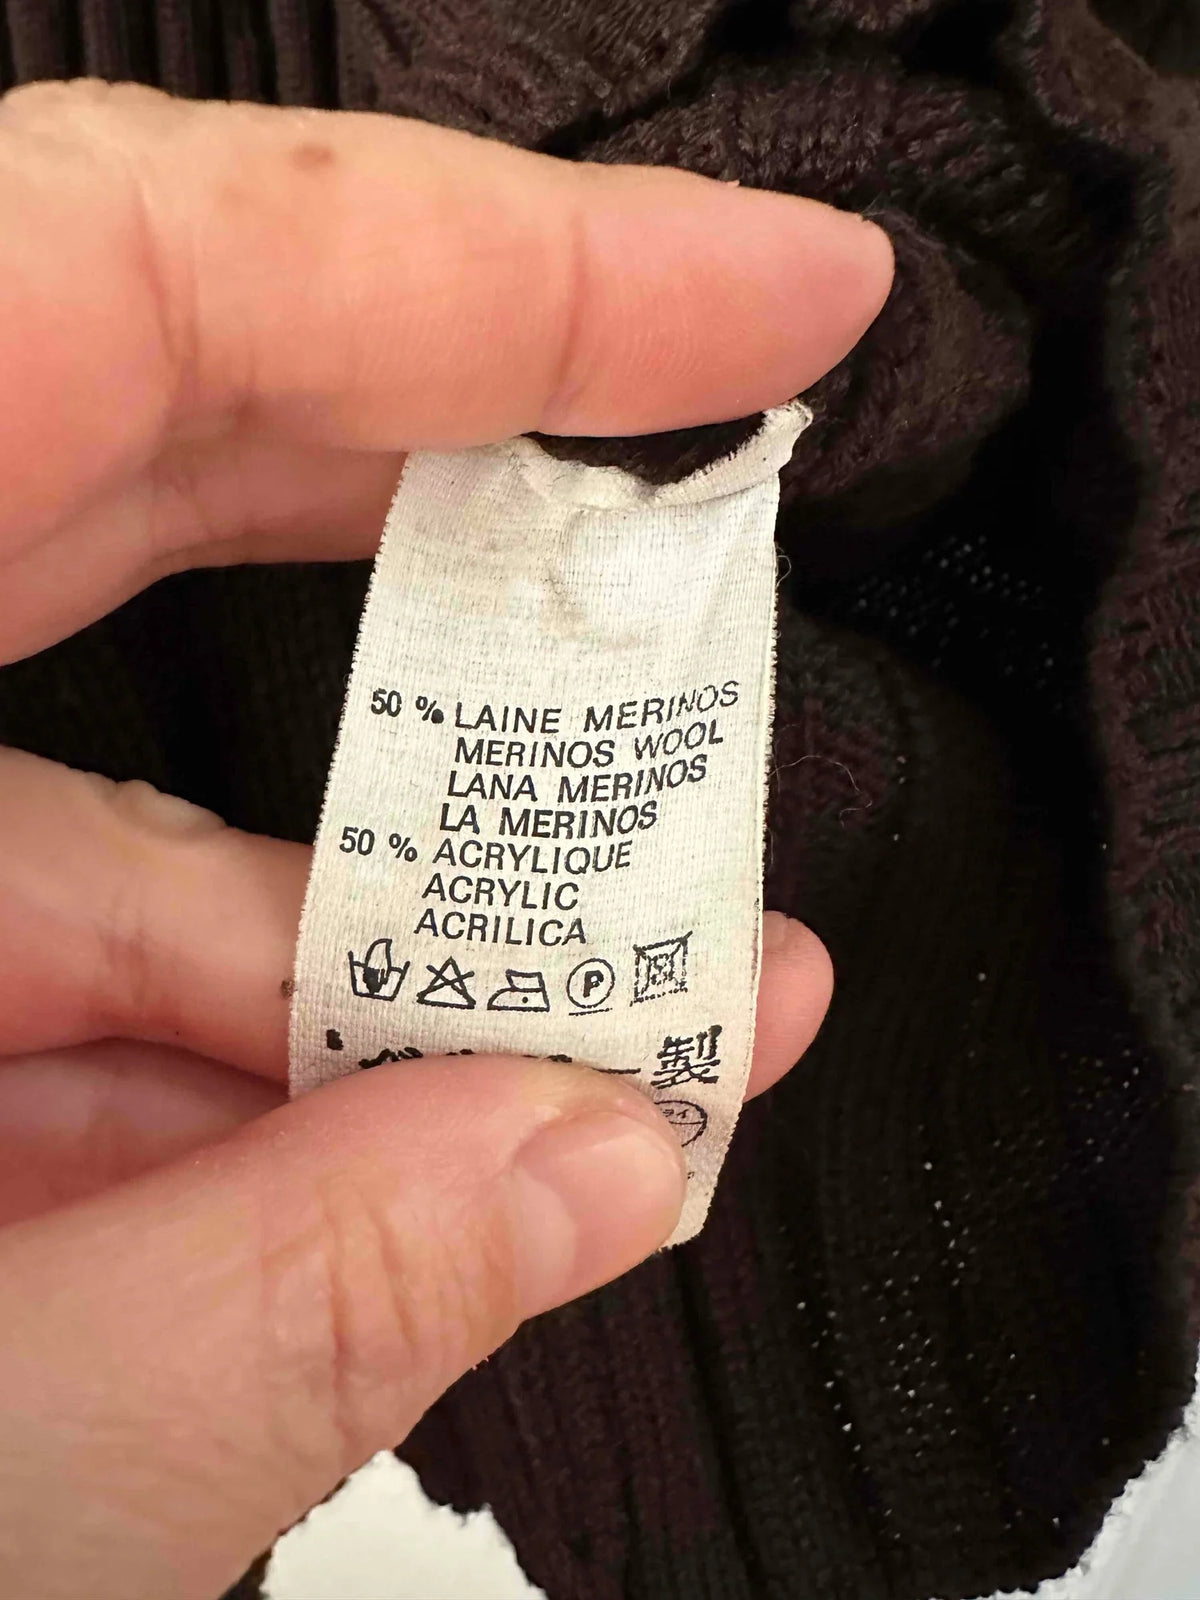 50 % LAINE MERINOS
MERINOS WOOL
LANA MERINOS
LA MERINOS
50 % ACRYLIQUE
ACRYLIC
ACRILICA
P
製